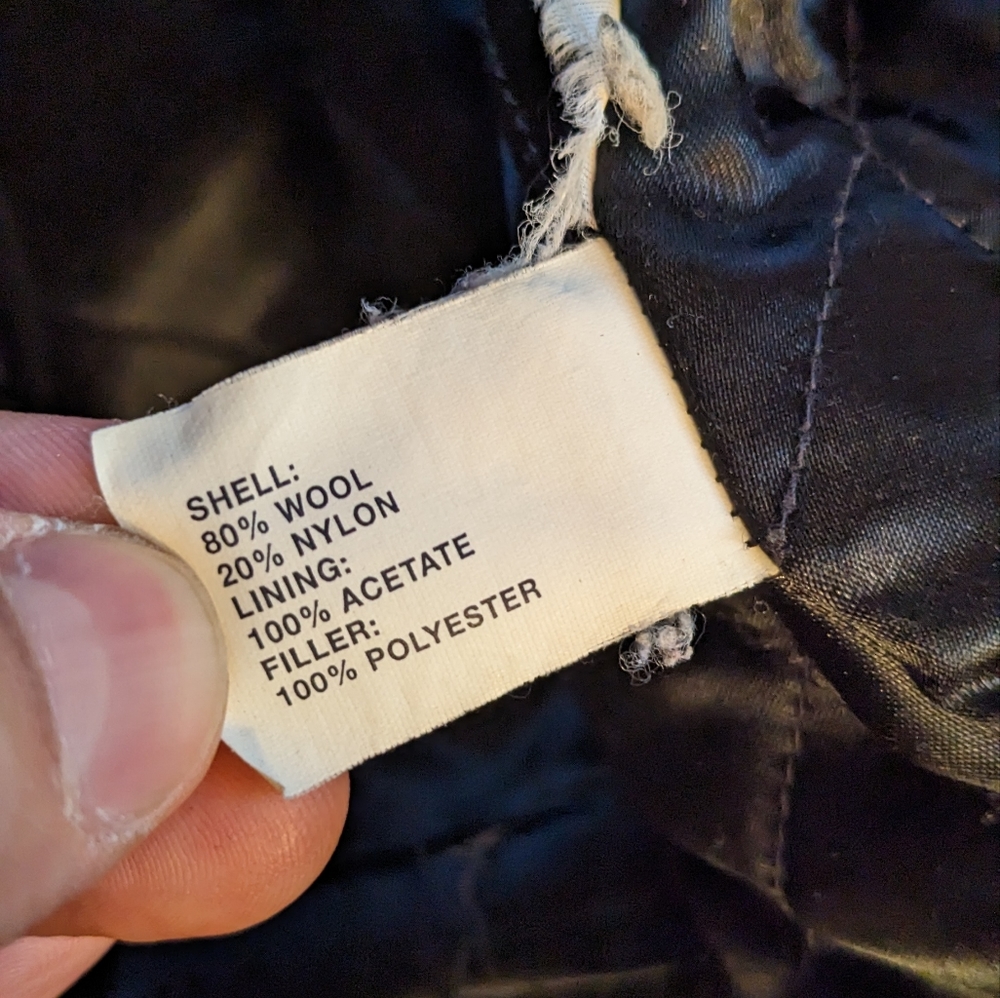 SHELL:
80% WOOL
20% NYLON
LINING:
100% ACETATE
FILLER:
100% POLYESTER